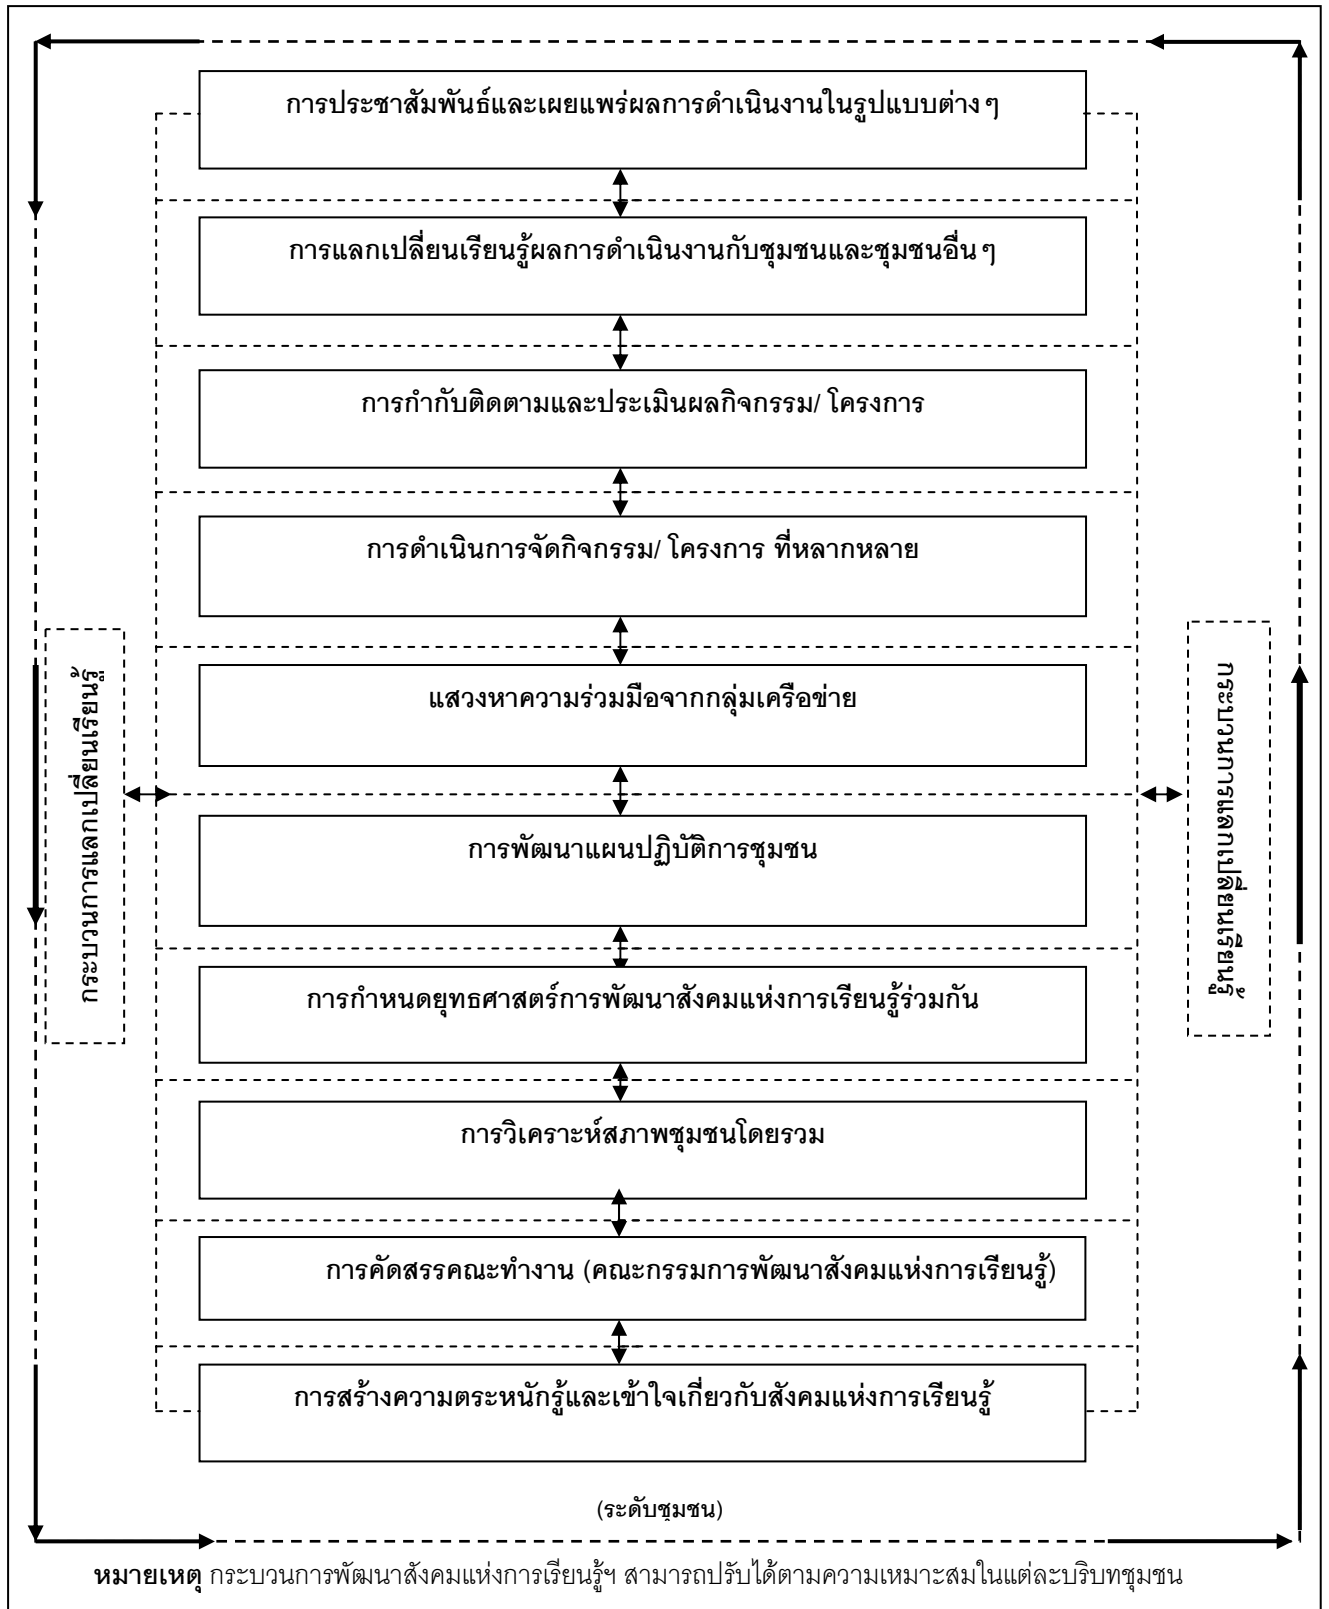 การประชาสัมพันธ์และเผยแพร่ผลการดำเนินงานในรูปแบบต่าง ๆ
การแลกเปลี่ยนเรียนรู้ผลการดำเนินงานกับชุมชนและชุมชนอื่น ๆ
การกำกับติดตามและประเมินผลกิจกรรม/ โครงการ
การดำเนินการจัดกิจกรรม/ โครงการ ที่หลากหลาย
แสวงหาความร่วมมือจากกลุ่มเครือข่าย
กระบวนการแลกเปลี่ยนเรียนรู้
กระบวนการแลกเปลี่ยนเรียนรู้
การพัฒนาแผนปฏิบัติการชุมชน
การกำหนดยุทธศาสตร์การพัฒนาสังคมแห่งการเรียนรู้ร่วมกัน
การวิเคราะห์สภาพชุมชนโดยรวม
การคัดสรรคณะทำงาน (คณะกรรมการพัฒนาสังคมแห่งการเรียนรู้)
การสร้างความตระหนักรู้และเข้าใจเกี่ยวกับสังคมแห่งการเรียนรู้
(ระดับชุมชน)
หมายเหตุ กระบวนการพัฒนาสังคมแห่งการเรียนรู้ฯ สามารถปรับได้ตามความเหมาะสมในแต่ละบริบทชุมชน